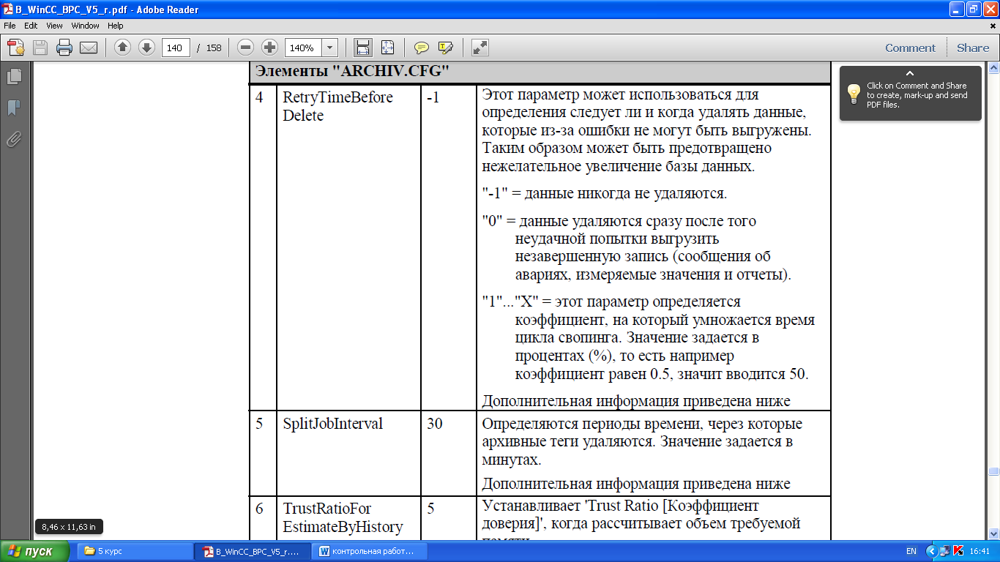 B_WinCC_BPC_V5_r.pdf - Adobe Reader
File Edit View Window Help
140 / 158 140% Comment Share
Элементы "ARCHIV.CFG"
4 RetryTimeBefore -1 Этот параметр может использоваться для
Delete определения следует ли и когда удалять данные,
которые из-за ошибки не могут быть выгружены.
Таким образом может быть предотвращено
нежелательное увеличение базы данных.
"-1" = данные никогда не удаляются.
"0" = данные удаляются сразу после того
неудачной попытки выгрузить
незавершенную запись (сообщения об
авариях, измеряемые значения и отчеты).
"1"..."X" = этот параметр определяется
коэффициент, на который умножается время
цикла свопинга. Значение задается в
процентах (%), то есть например
коэффициент равен 0.5, значит вводится 50.
Дополнительная информация приведена ниже
5 SplitJobInterval 30 Определяются периоды времени, через которые
архивные теги удаляются. Значение задается в
минутах.
Дополнительная информация приведена ниже
6 TrustRatioFor 5 Устанавливает 'Trust Ratio [Коэффициент
EstimateByHistory доверия]', когда рассчитывает объем требуемой
Click on Comment and Share
to create, mark-up and send
PDF files.
8,46 x 11,63 in
пуск 5 курс B_WinCC_BPC_V5_r.... контрольная работ... EN 16:41